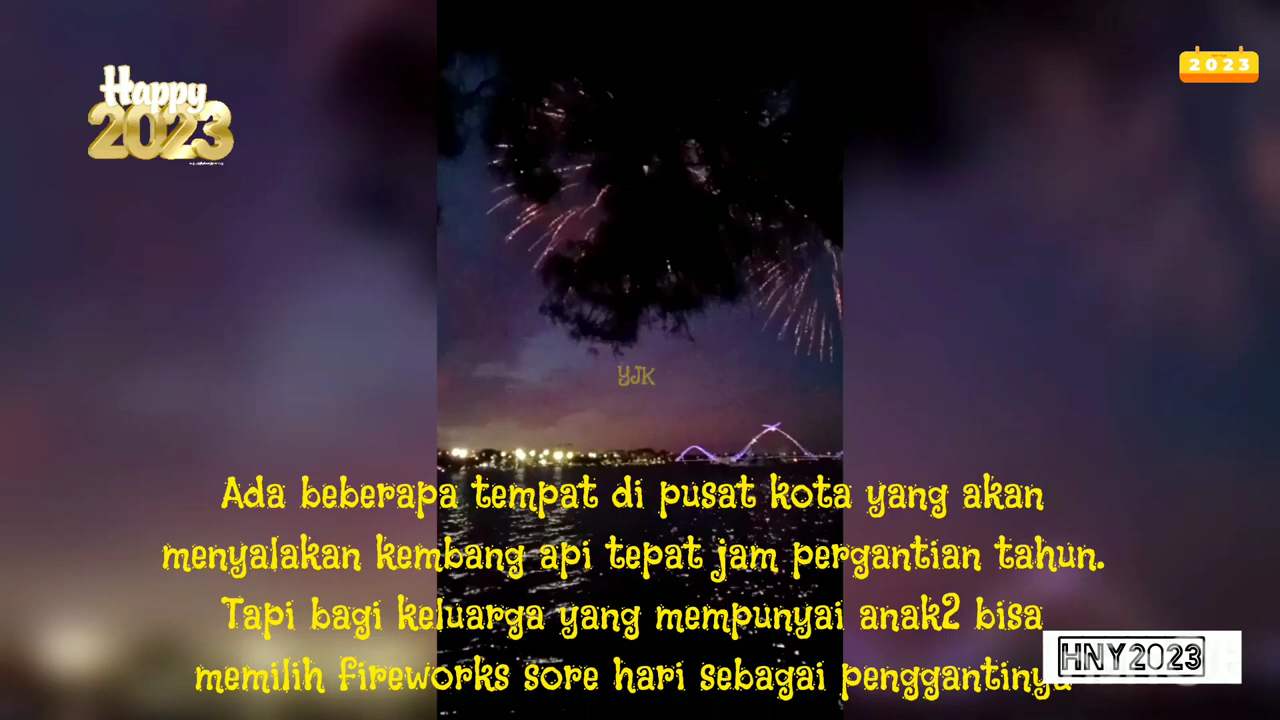 Happy
2023
2023
YJK
Ada beberapa tempat di pusat kota yang akan
menyalakan kembang api tepat jam pergantian tahun.
Tapi bagi keluarga yang mempunyai anak2 bisa
memilih fireworks sore hari sebagai penggantinya
HNY2023